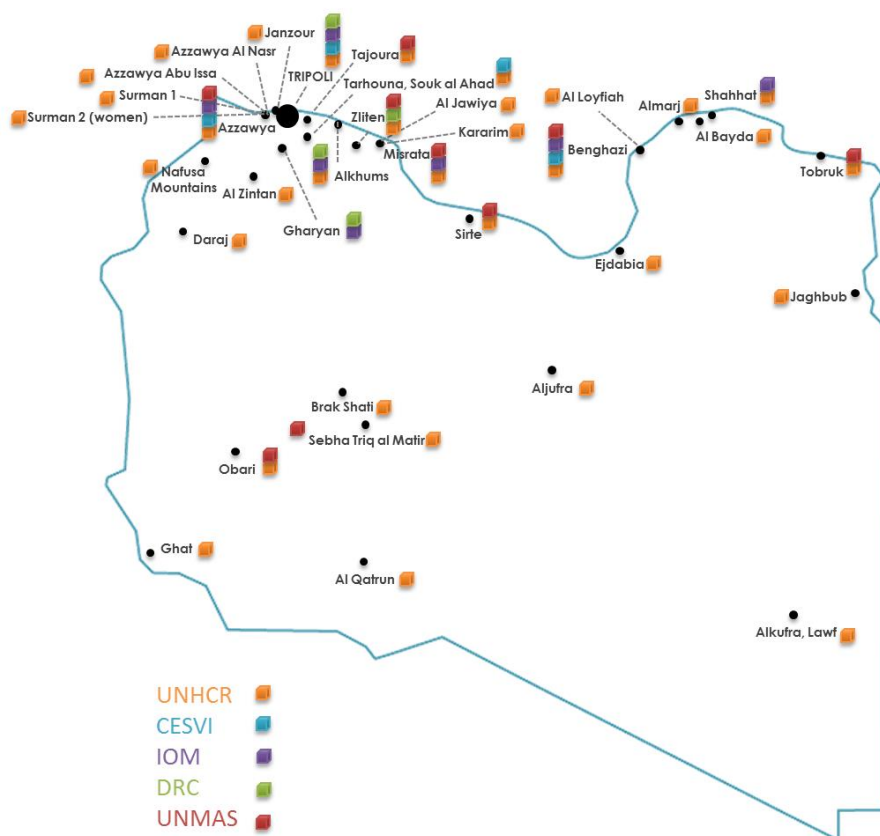 Janzour
Azzawya Al Nasr
Tajoura
Azzawya Abu Issa
TRIPOLI
Tarhouna, Souk al Ahad
Shahhat
Surman 1
Zliten
Al Jawiya
Al Loyfiah
Almarj
Surman 2 (women)
Azzawya
Kararim
Al Bayda
Benghazi
Misrata
Nafusa
Mountains
Alkhums
Tobruk
Al Zintan
Gharyan
Sirte
Daraj
Ejdabia
Jaghbub
Aljufra
Brak Shati
Sebha Triq al Matir
Obari
Ghat
Al Qatrun
Alkufra, Lawf
UNHCR
CESVI
IOM
DRC
UNMAS